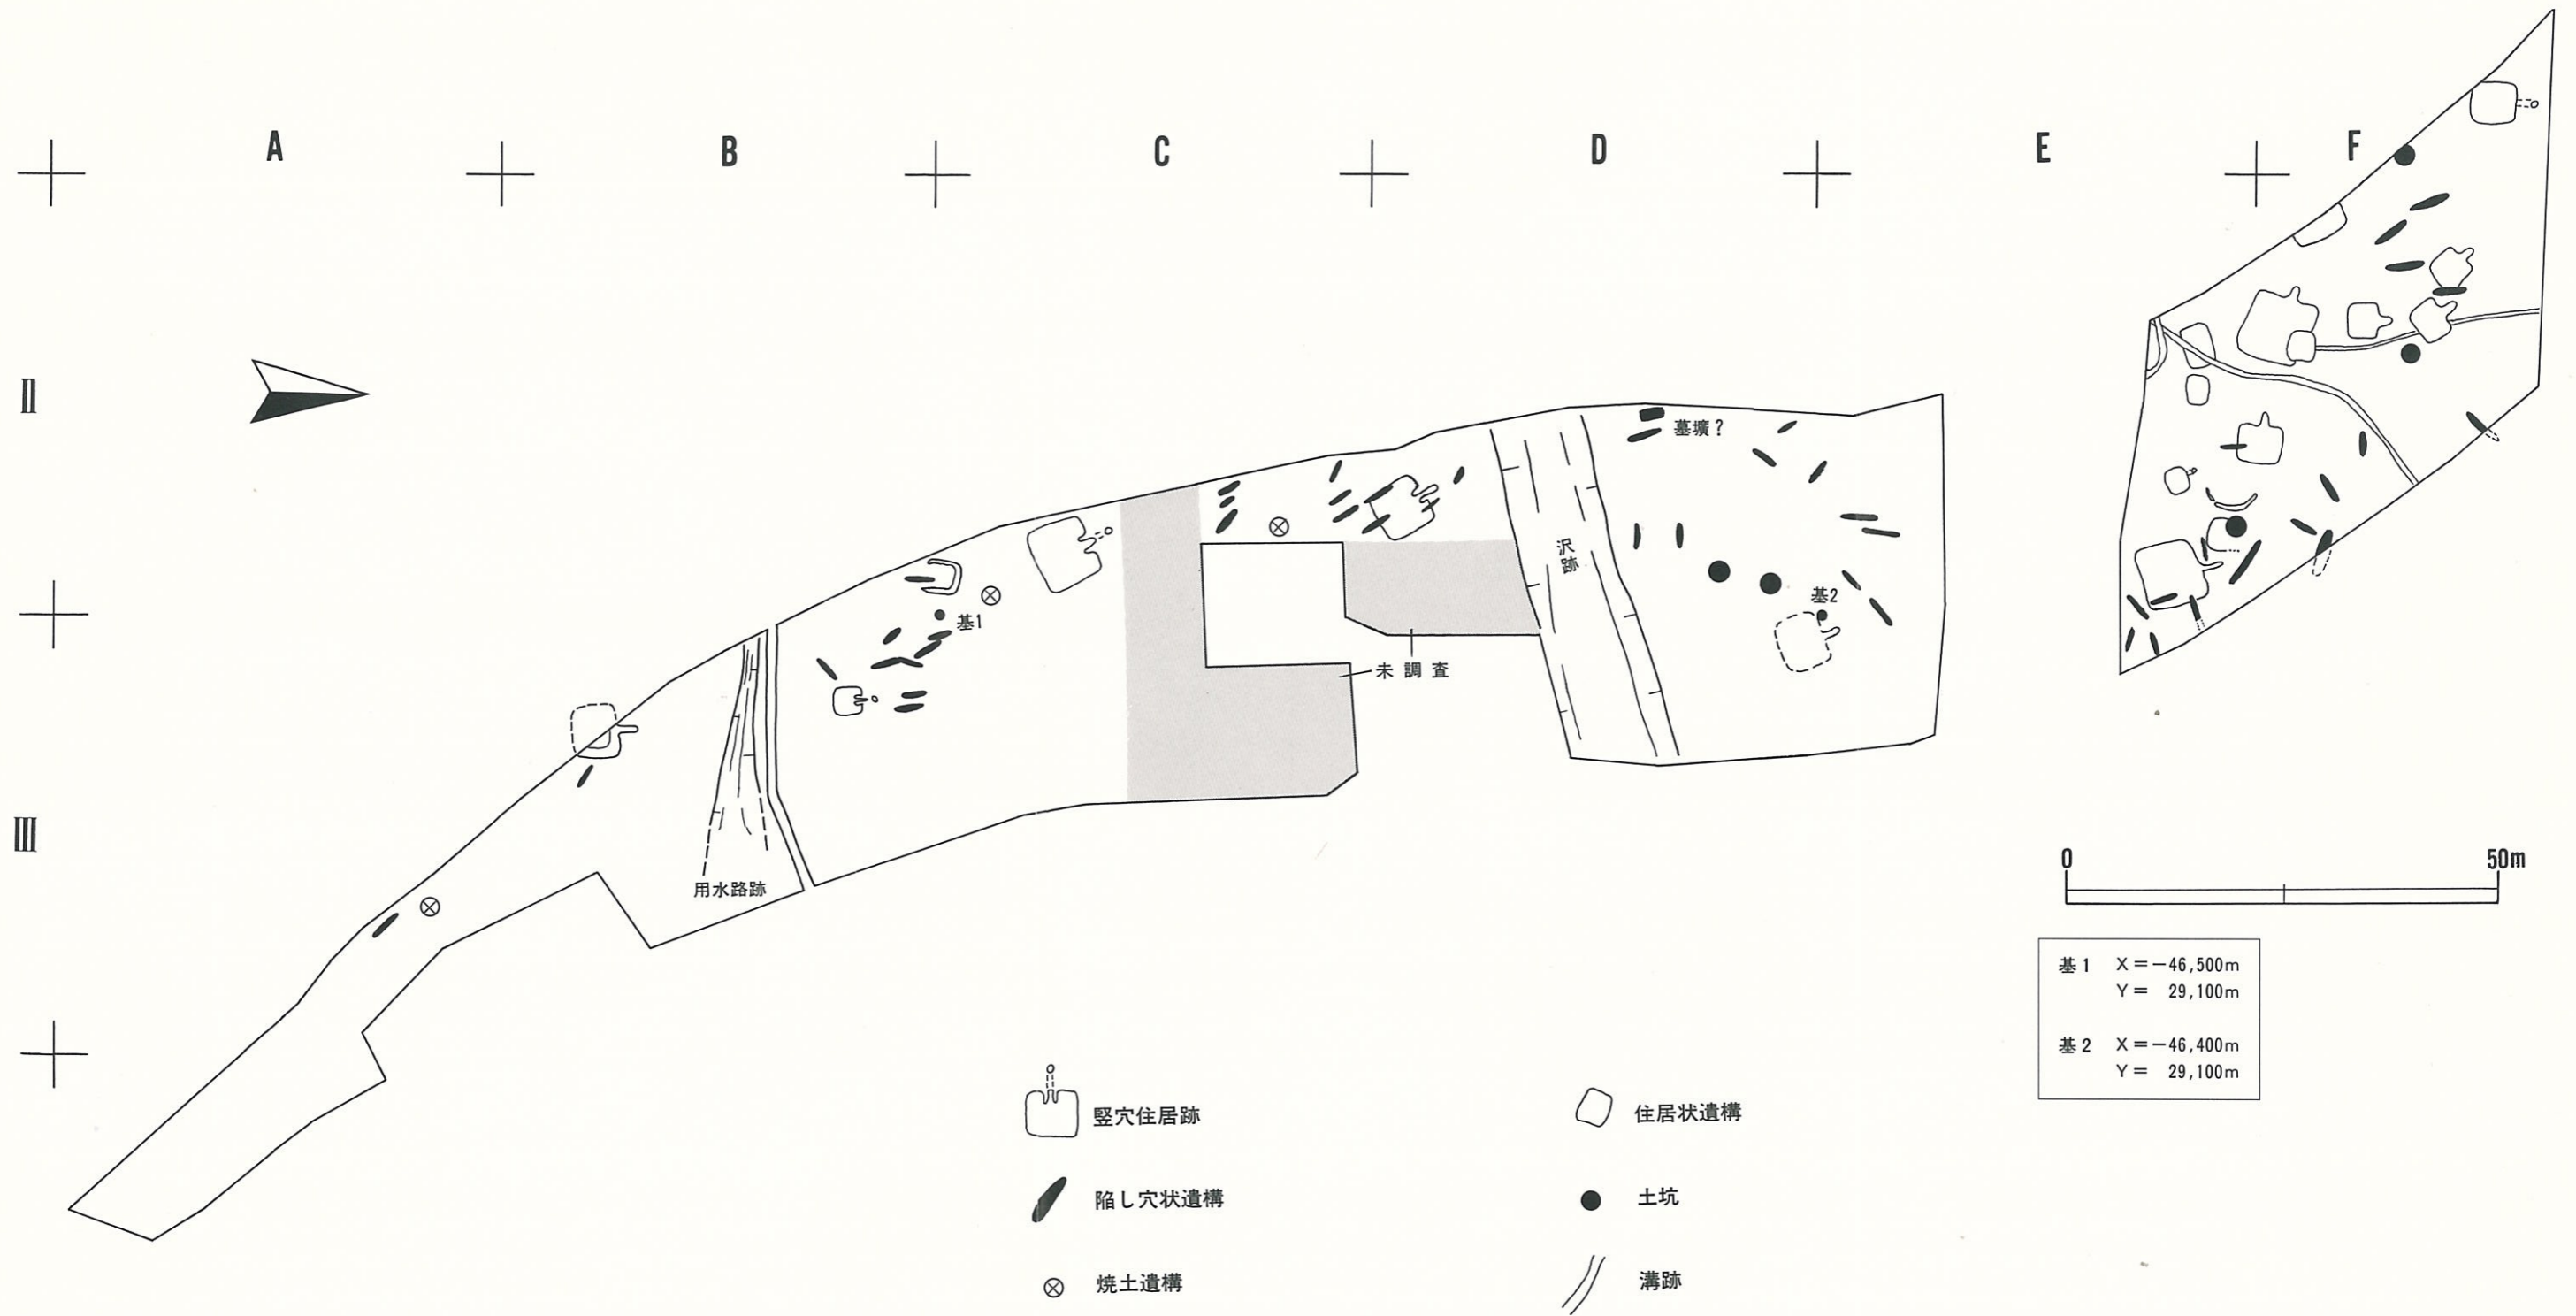 A B C D E F
Ⅱ
墓壙?
沢跡
基2
基1
未調査
Ⅲ
用水路跡
0 50m
基1 X=-46,500m
Y= 29,100m
基2 X=-46,400m
Y= 29,100m
竪穴住居跡
住居状遺構
陥し穴状遺構
土坑
焼土遺構
溝跡